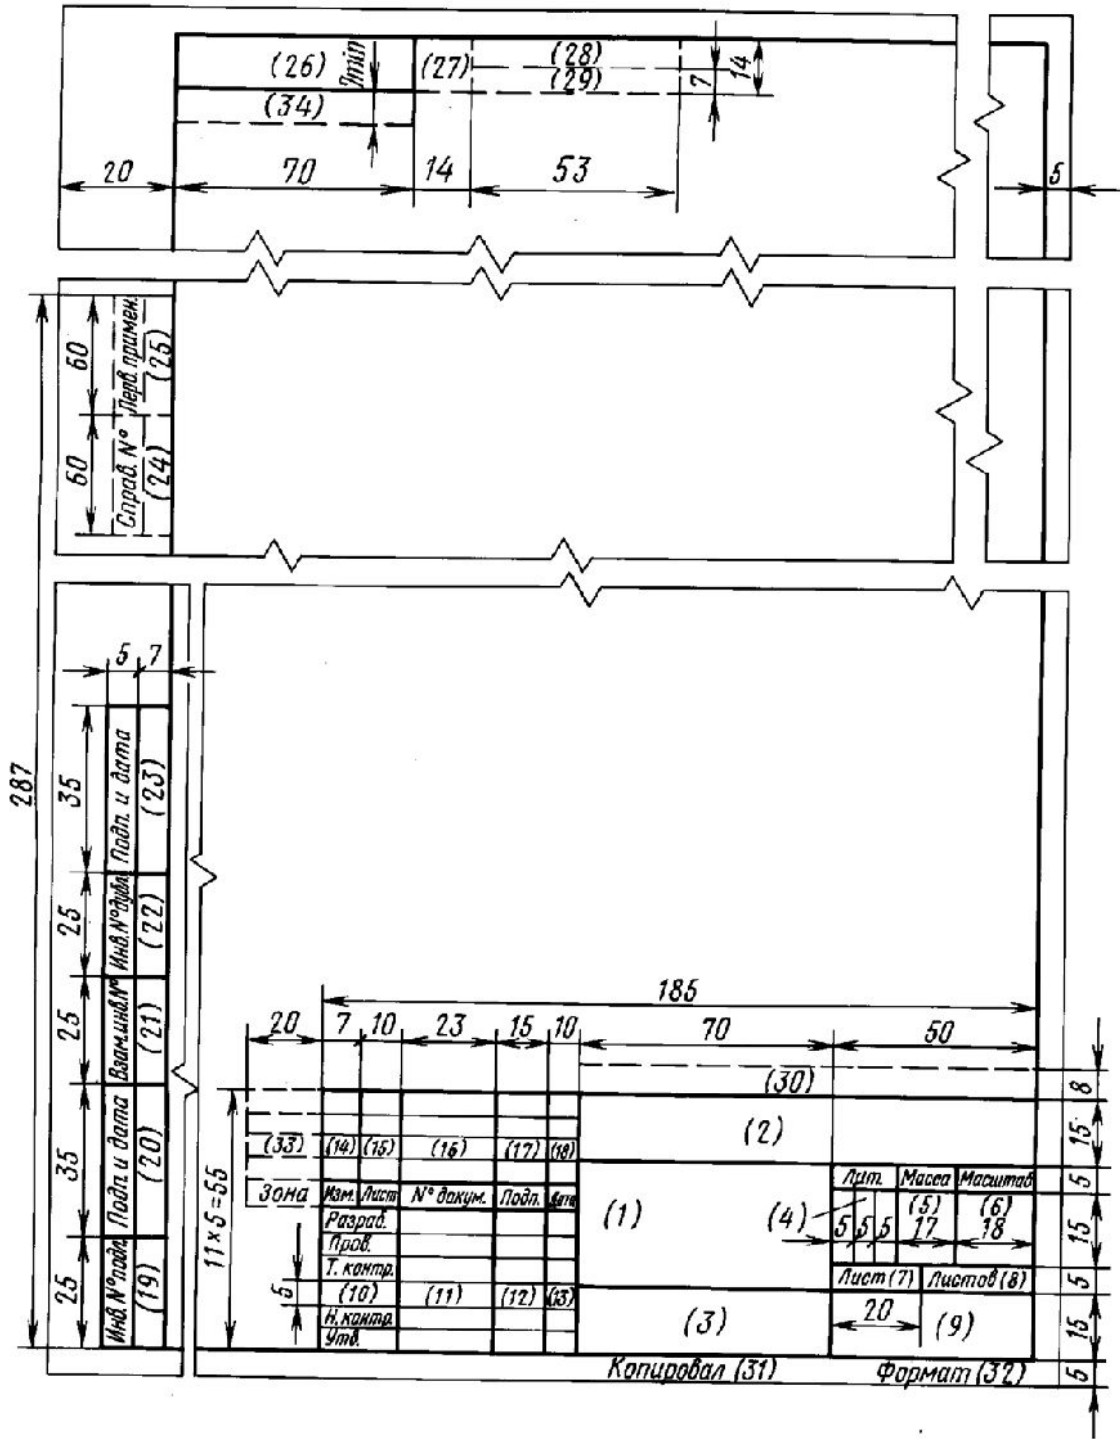 (26) 7min (27) (28)
(29) 7 14
(34)
20 70 14 53 5
60 Перв. примен. (25)
60 Справ. № (24)
287
5 7
35 Подп. и дата (23)
25 Инв.№дубл. (22)
25 Взам.инв.№ (21)
35 Подп. и дата (20)
25 Инв.№подл. (19)
185
20 7 10 23 15 10 70 50
(30) 8
(2) 15
(33) (14) (15) (16) (17) (18)
Лит. Масса Масштаб 5
Зона Изм. Лист № докум. Подп. Дата (1) (4) (5) (6)
5 5 5 17 18 15
11×5=55
Разраб.
Пров.
Т. контр. Лист (7) Листов (8) 5
5 (10) (11) (12) (13)
Н. контр. (3) 20 (9) 15
Утв.
Копировал (31) Формат (32) 5